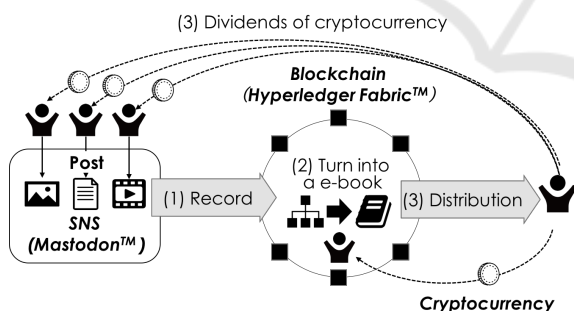 (3) Dividends of cryptocurrency
Blockchain
(Hyperledger Fabric™)
Post
SNS
(Mastodon™)
(1) Record
(2) Turn into
a e-book
(3) Distribution
Cryptocurrency